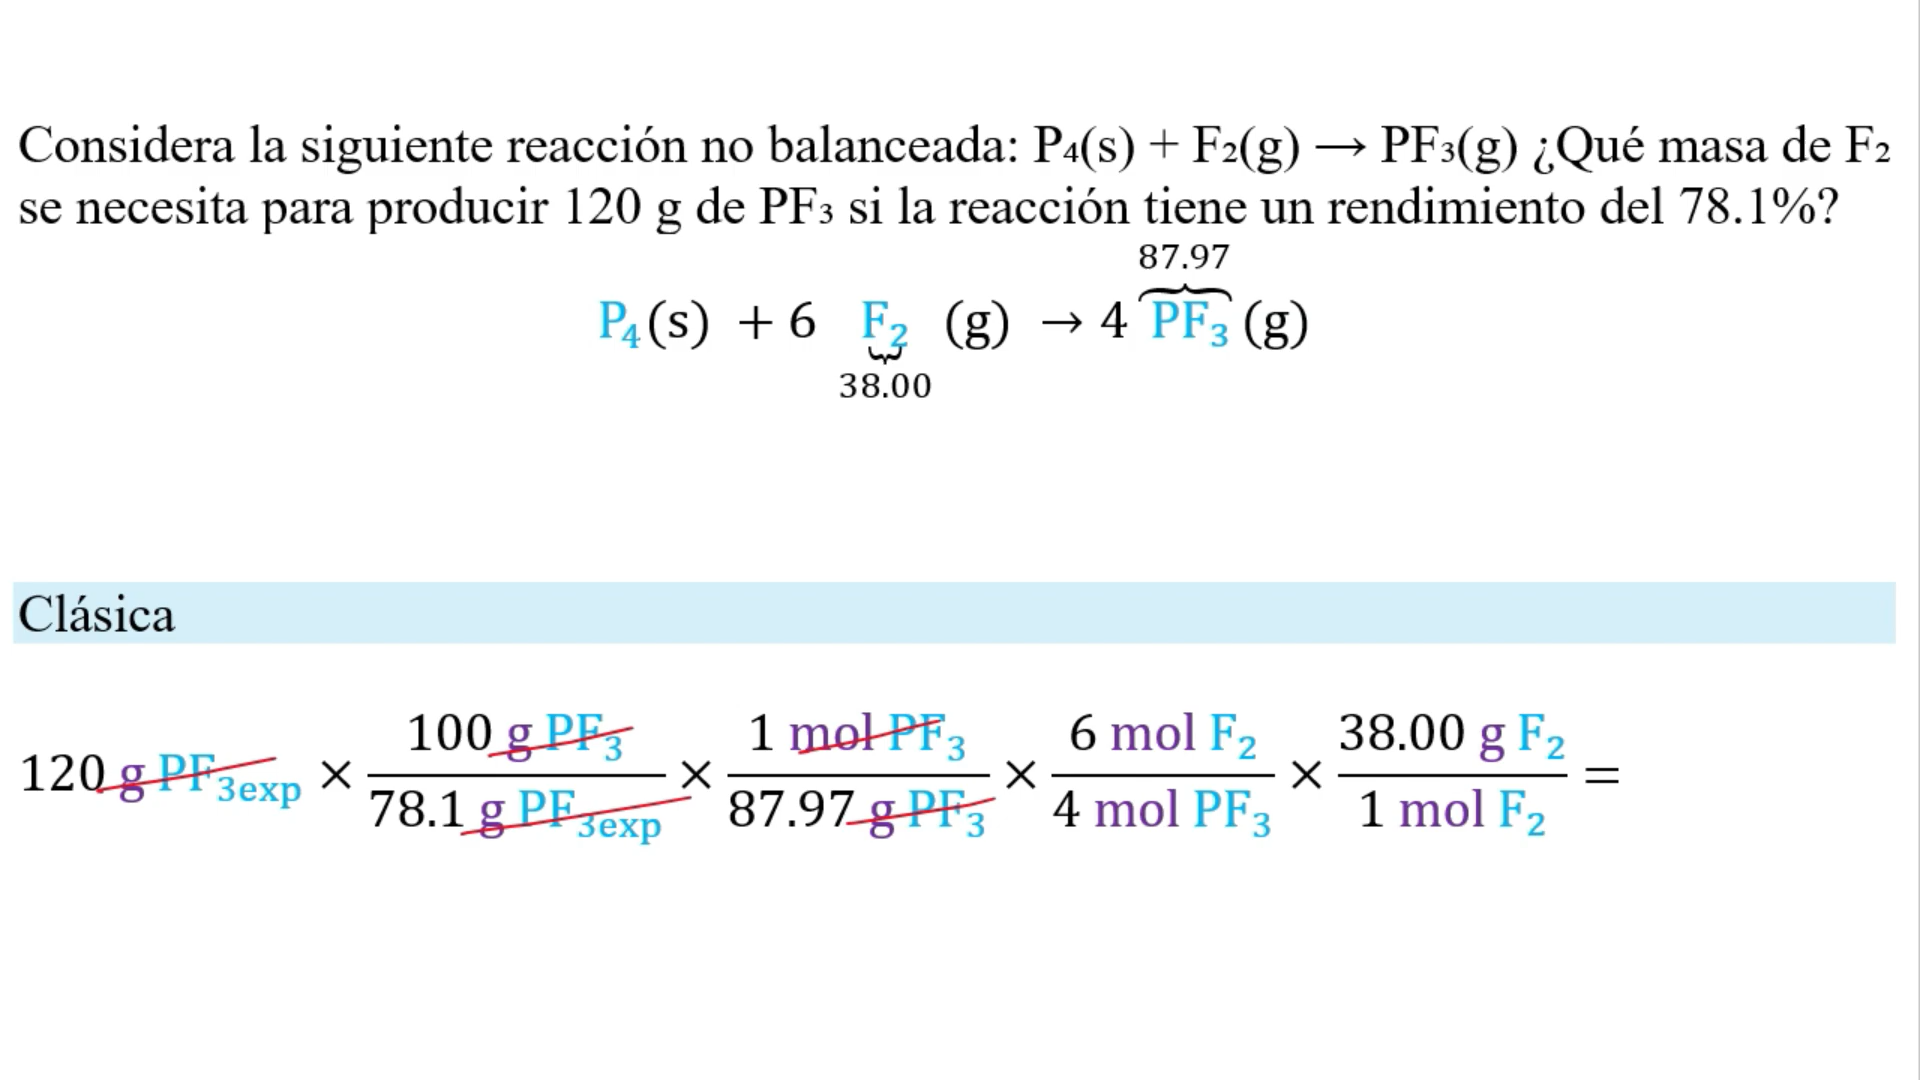 Considera la siguiente reacción no balanceada: P₄(s) + F₂(g) → PF₃(g) ¿Qué masa de F₂
se necesita para producir 120 g de PF₃ si la reacción tiene un rendimiento del 78.1%?
87.97
P₄(s) + 6 F₂ (g) → 4 PF₃(g)
38.00
Clásica
100 g PF₃ 1 mol PF₃ 6 mol F₂ 38.00 g F₂
120 g PF₃exp × × × × =
78.1 g PF₃exp 87.97 g PF₃ 4 mol PF₃ 1 mol F₂